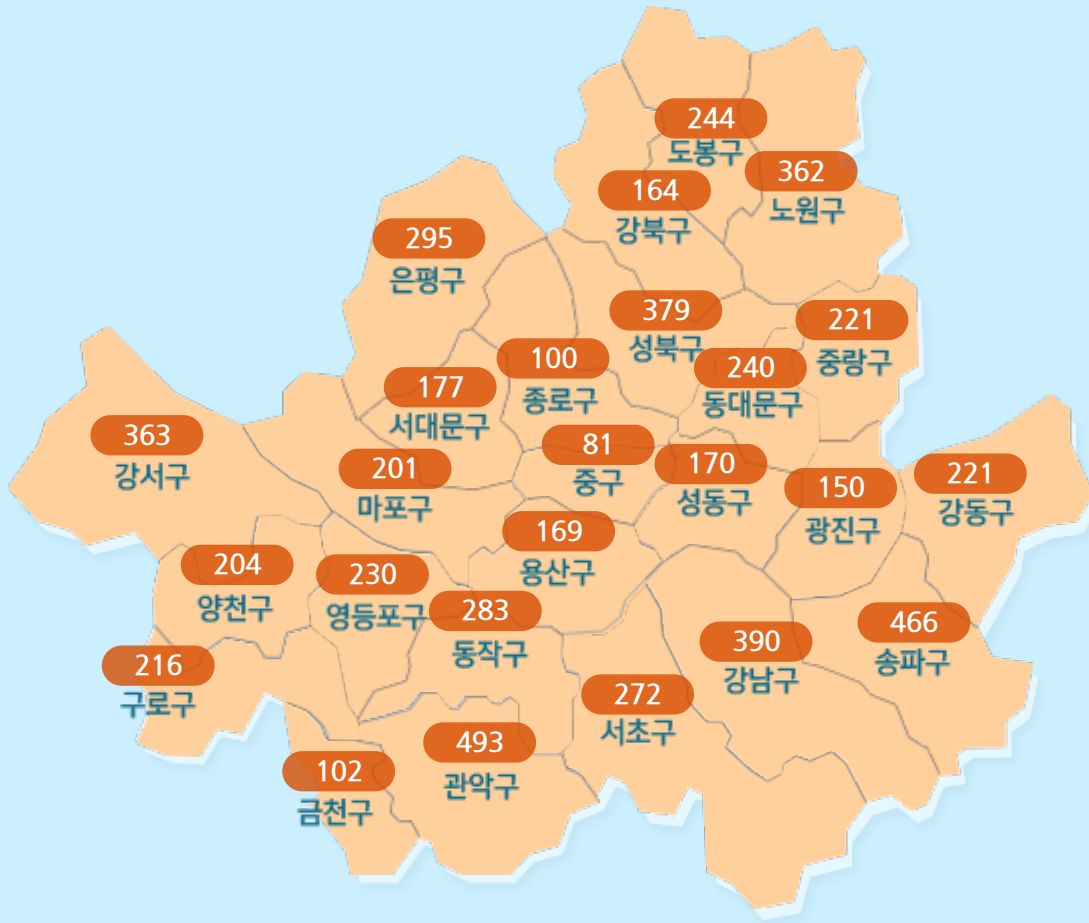 244
도봉구
362
노원구
164
강북구
295
은평구
379
성북구
221
중랑구
100
종로구
240
동대문구
177
서대문구
363
강서구
81
중구
201
마포구
170
성동구
150
광진구
221
강동구
169
용산구
204
양천구
230
영등포구
283
동작구
466
송파구
390
강남구
216
구로구
272
서초구
493
관악구
102
금천구